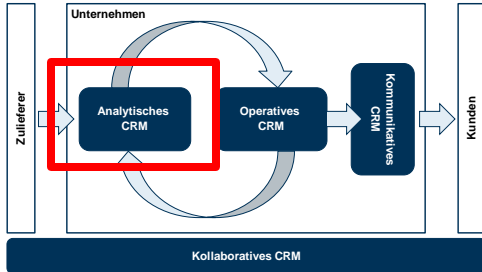 Unternehmen
Zulieferer
Analytisches
CRM
Operatives
CRM
Kommunikatives
CRM
Kunden
Kollaboratives CRM